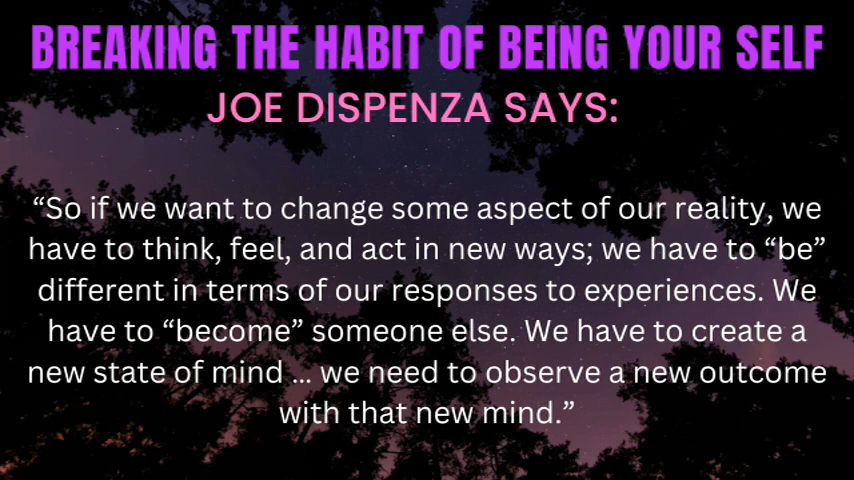 BREAKING THE HABIT OF BEING YOUR SELF
JOE DISPENZA SAYS:
“So if we want to change some aspect of our reality, we
have to think, feel, and act in new ways; we have to “be”
different in terms of our responses to experiences. We
have to “become” someone else. We have to create a
new state of mind ... we need to observe a new outcome
with that new mind.”